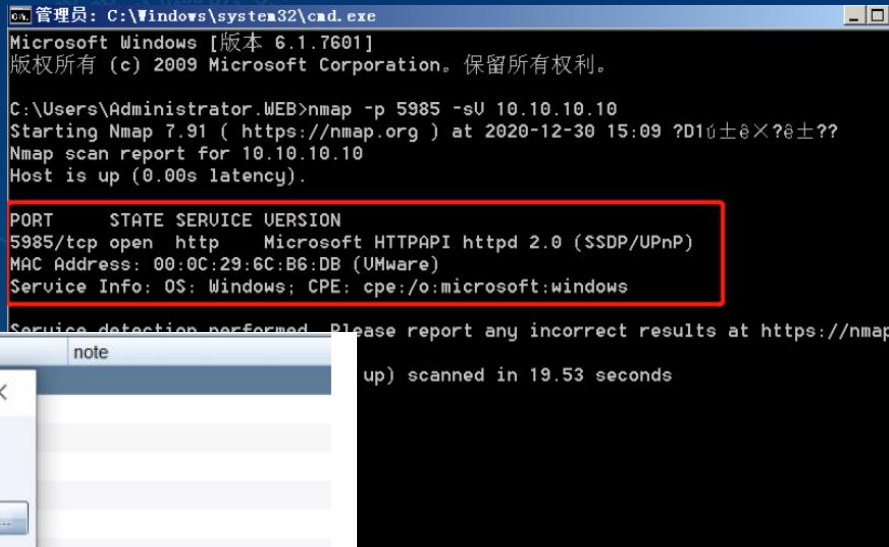 管理员: C:\Windows\system32\cmd.exe
Microsoft Windows [版本 6.1.7601]
版权所有 (c) 2009 Microsoft Corporation。保留所有权利。
C:\Users\Administrator.WEB>nmap -p 5985 -sV 10.10.10.10
Starting Nmap 7.91 ( https://nmap.org ) at 2020-12-30 15:09 ?D1ú±ê×?ê±??
Nmap scan report for 10.10.10.10
Host is up (0.00s latency).
PORT STATE SERVICE VERSION
5985/tcp open http Microsoft HTTPAPI httpd 2.0 (SSDP/UPnP)
MAC Address: 00:0C:29:6C:B6:DB (VMware)
Service Info: OS: Windows; CPE: cpe:/o:microsoft:windows
Service detection performed. Please report any incorrect results at https://nmap
note
up) scanned in 19.53 seconds
...